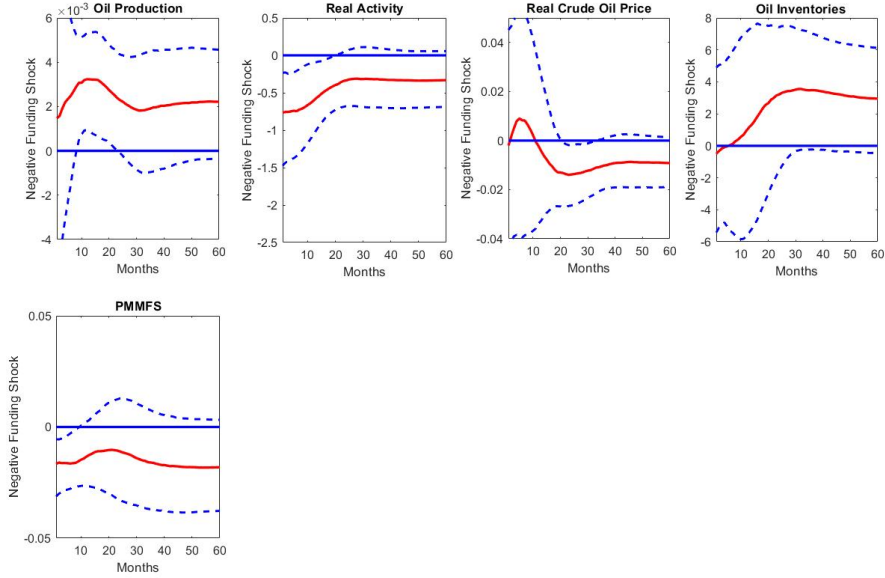 Oil Production
× 10⁻³
6
4
2
0
-2
-4
10 20 30 40 50 60
Months
Negative Funding Shock
Real Activity
0.5
0
-0.5
-1
-1.5
-2
-2.5
10 20 30 40 50 60
Months
Negative Funding Shock
Real Crude Oil Price
0.04
0.02
0
-0.02
-0.04
10 20 30 40 50 60
Months
Negative Funding Shock
Oil Inventories
8
6
4
2
0
-2
-4
-6
10 20 30 40 50 60
Months
Negative Funding Shock
PMMFS
0.05
0
-0.05
10 20 30 40 50 60
Months
Negative Funding Shock